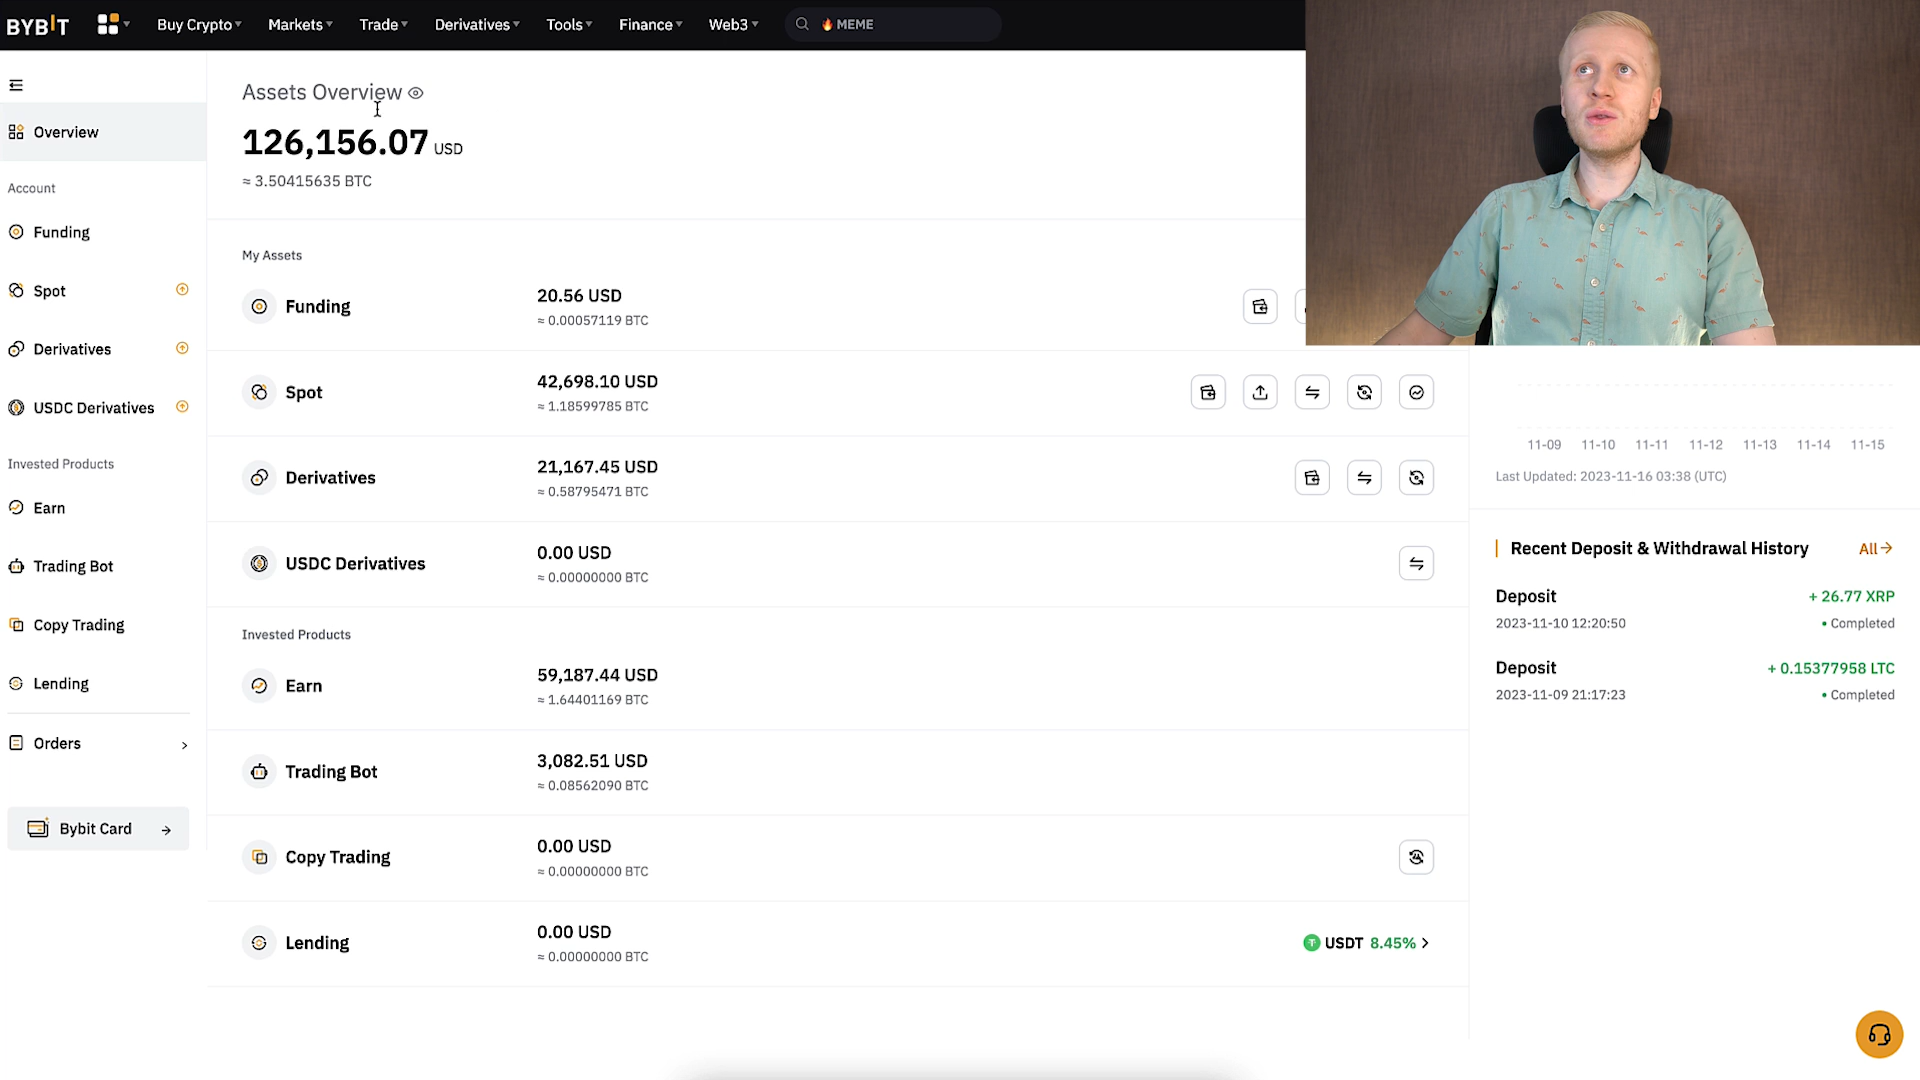 BYBIT
Buy Crypto
Markets
Trade
Derivatives
Tools
Finance
Web3
MEME
Overview
Account
Funding
Spot
Derivatives
USDC Derivatives
Invested Products
Earn
Trading Bot
Copy Trading
Lending
Orders
Bybit Card
Assets Overview
126,156.07 USD
≈ 3.50415635 BTC
My Assets
Funding
20.56 USD
≈ 0.00057119 BTC
Spot
42,698.10 USD
≈ 1.18599785 BTC
Derivatives
21,167.45 USD
≈ 0.58795471 BTC
USDC Derivatives
0.00 USD
≈ 0.00000000 BTC
Invested Products
Earn
59,187.44 USD
≈ 1.64401169 BTC
Trading Bot
3,082.51 USD
≈ 0.08562090 BTC
Copy Trading
0.00 USD
≈ 0.00000000 BTC
Lending
0.00 USD
≈ 0.00000000 BTC
USDT 8.45%
11-09 11-10 11-11 11-12 11-13 11-14 11-15
Last Updated: 2023-11-16 03:38 (UTC)
Recent Deposit & Withdrawal History
All
Deposit
+ 26.77 XRP
2023-11-10 12:20:50
• Completed
Deposit
+ 0.15377958 LTC
2023-11-09 21:17:23
• Completed